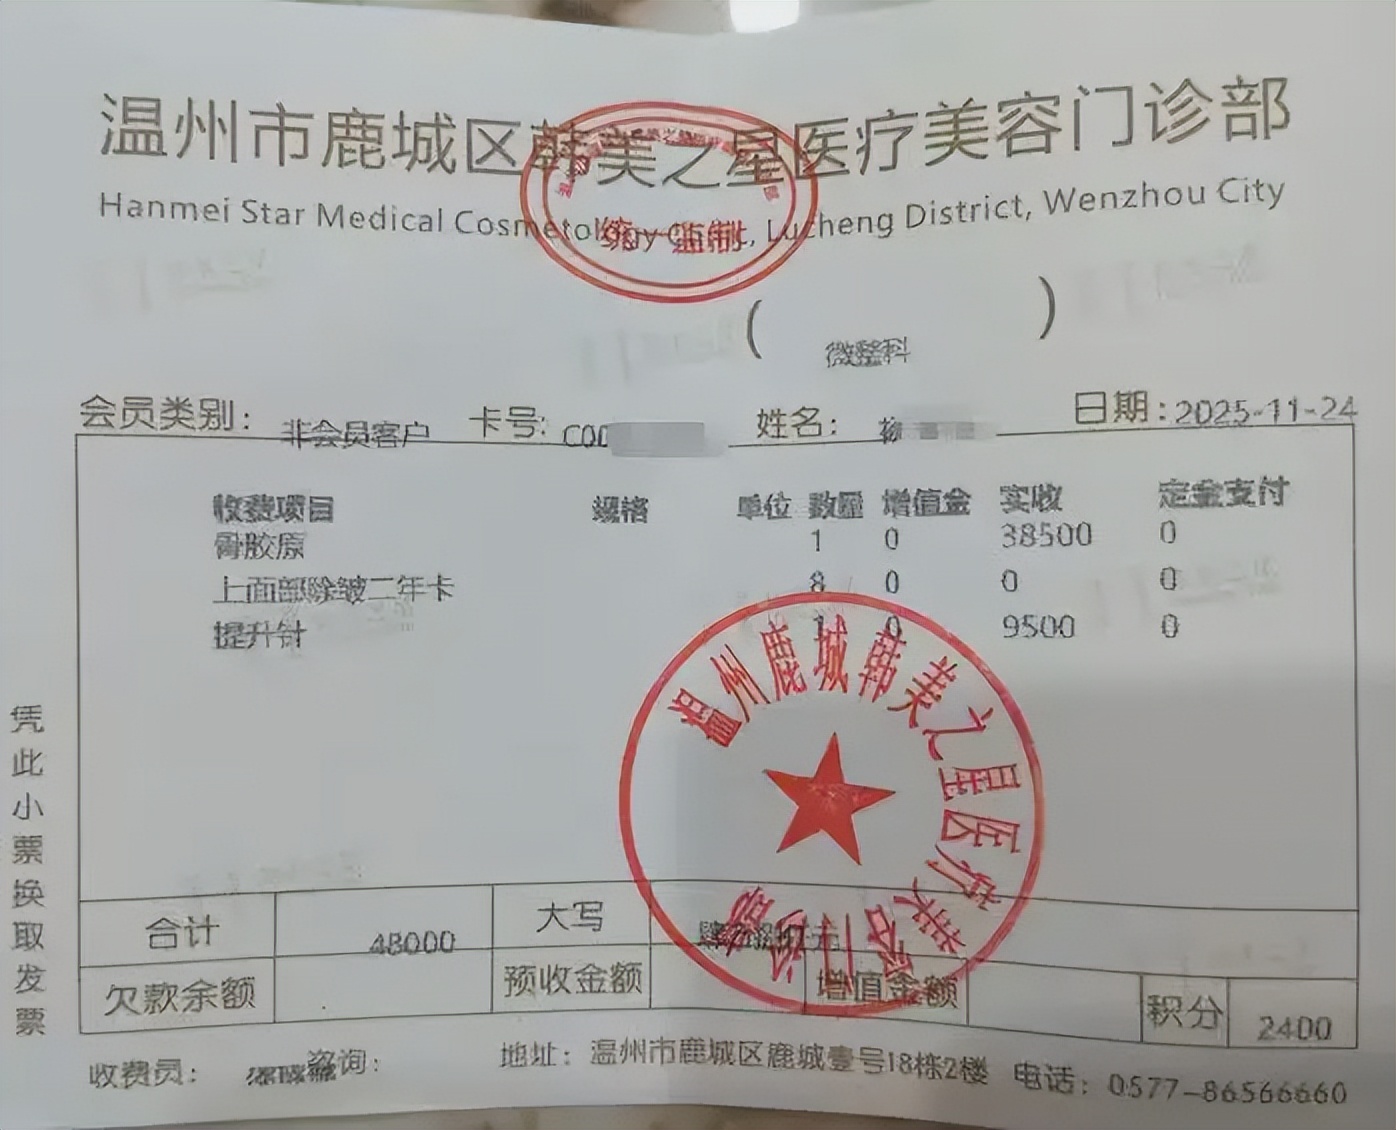 温州市鹿城区韩美之星医疗美容门诊部
Hanmei Star Medical Cosmetology Clinic, Lucheng District, Wenzhou City
统一监制
( 微整科 )
会员类别: 非会员客户 卡号: C00 姓名: 日期: 2025-11-24
收费项目 规格 单位 数量 增值金 实收 定金支付
骨胶原 1 0 38500 0
上面部除皱二年卡 8 0 0 0
提升针 1 0 9500 0
温州鹿城韩美之星医疗美容门诊部
合计 48000 大写 肆万捌仟元
欠款余额 预收金额 增值金额 积分 2400
收费员: 咨询: 地址: 温州市鹿城区鹿城壹号18栋2楼 电话: 0577-86566660
凭此小票换取发票